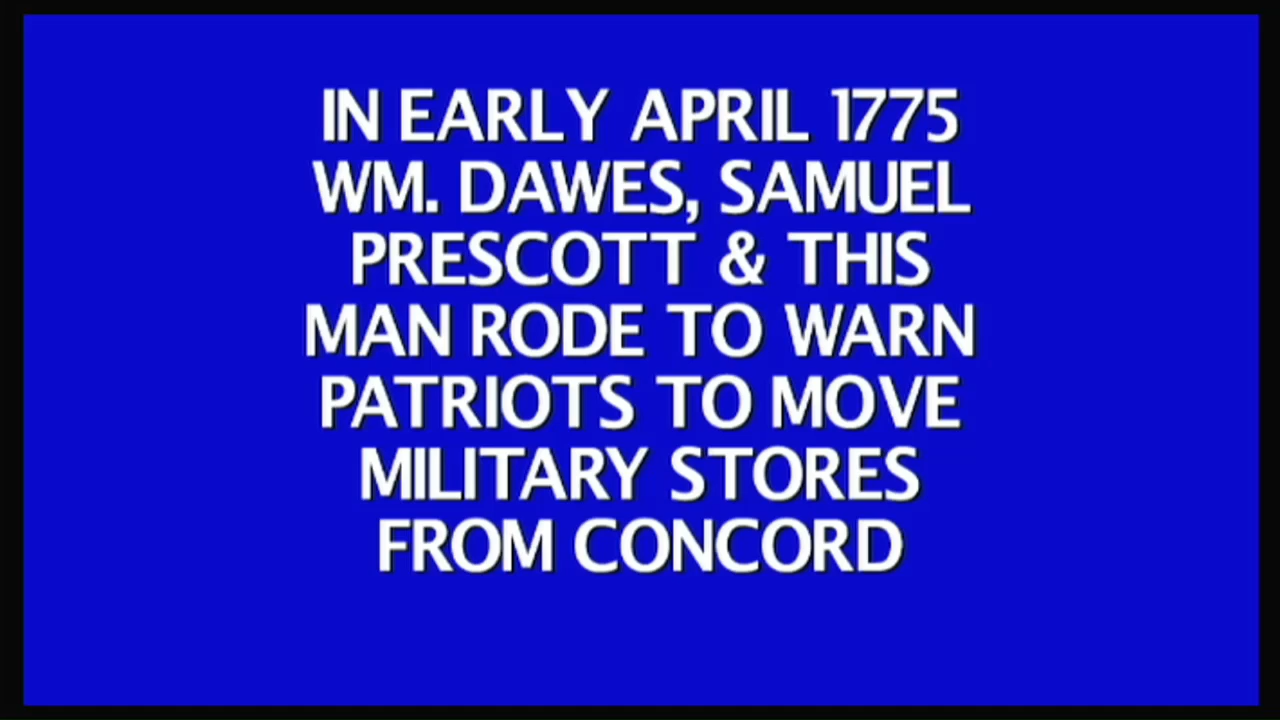 IN EARLY APRIL 1775
WM. DAWES, SAMUEL
PRESCOTT & THIS
MAN RODE TO WARN
PATRIOTS TO MOVE
MILITARY STORES
FROM CONCORD